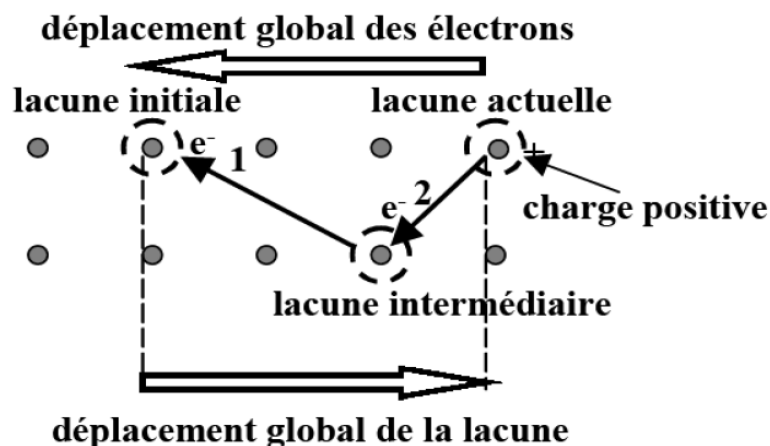 déplacement global des électrons
lacune initiale
lacune actuelle
e- 1
e- 2
+
charge positive
lacune intermédiaire
déplacement global de la lacune